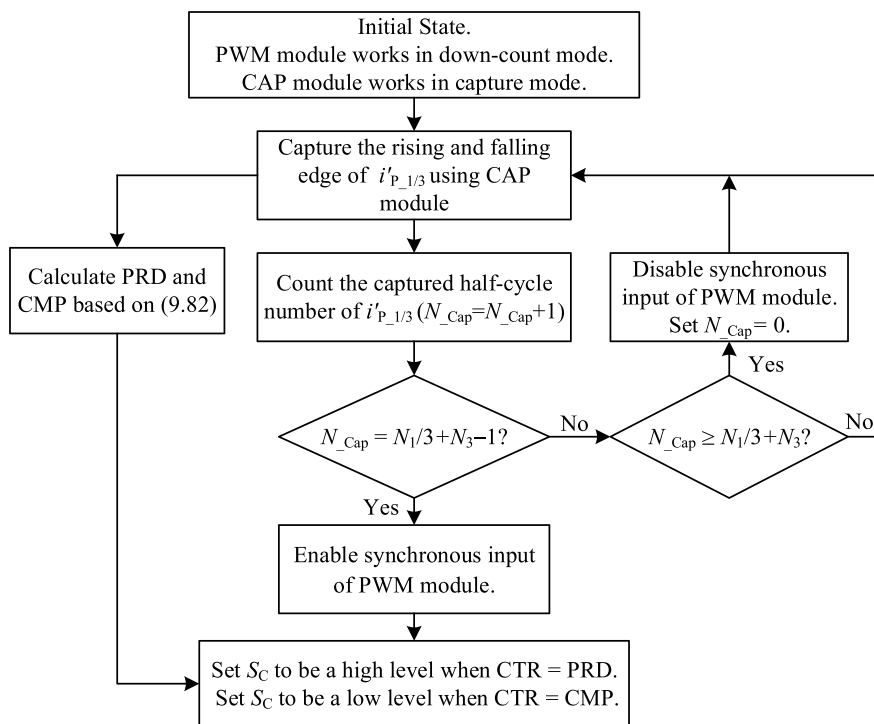 Initial State.
PWM module works in down-count mode.
CAP module works in capture mode.
Capture the rising and falling
edge of i′P_1/3 using CAP
module
Calculate PRD and
CMP based on (9.82)
Count the captured half-cycle
number of i′P_1/3 (N_Cap=N_Cap+1)
Disable synchronous
input of PWM module.
Set N_Cap = 0.
Yes
N_Cap = N1/3+N3−1?
No
N_Cap ≥ N1/3+N3?
No
Yes
Enable synchronous input
of PWM module.
Set SC to be a high level when CTR = PRD.
Set SC to be a low level when CTR = CMP.